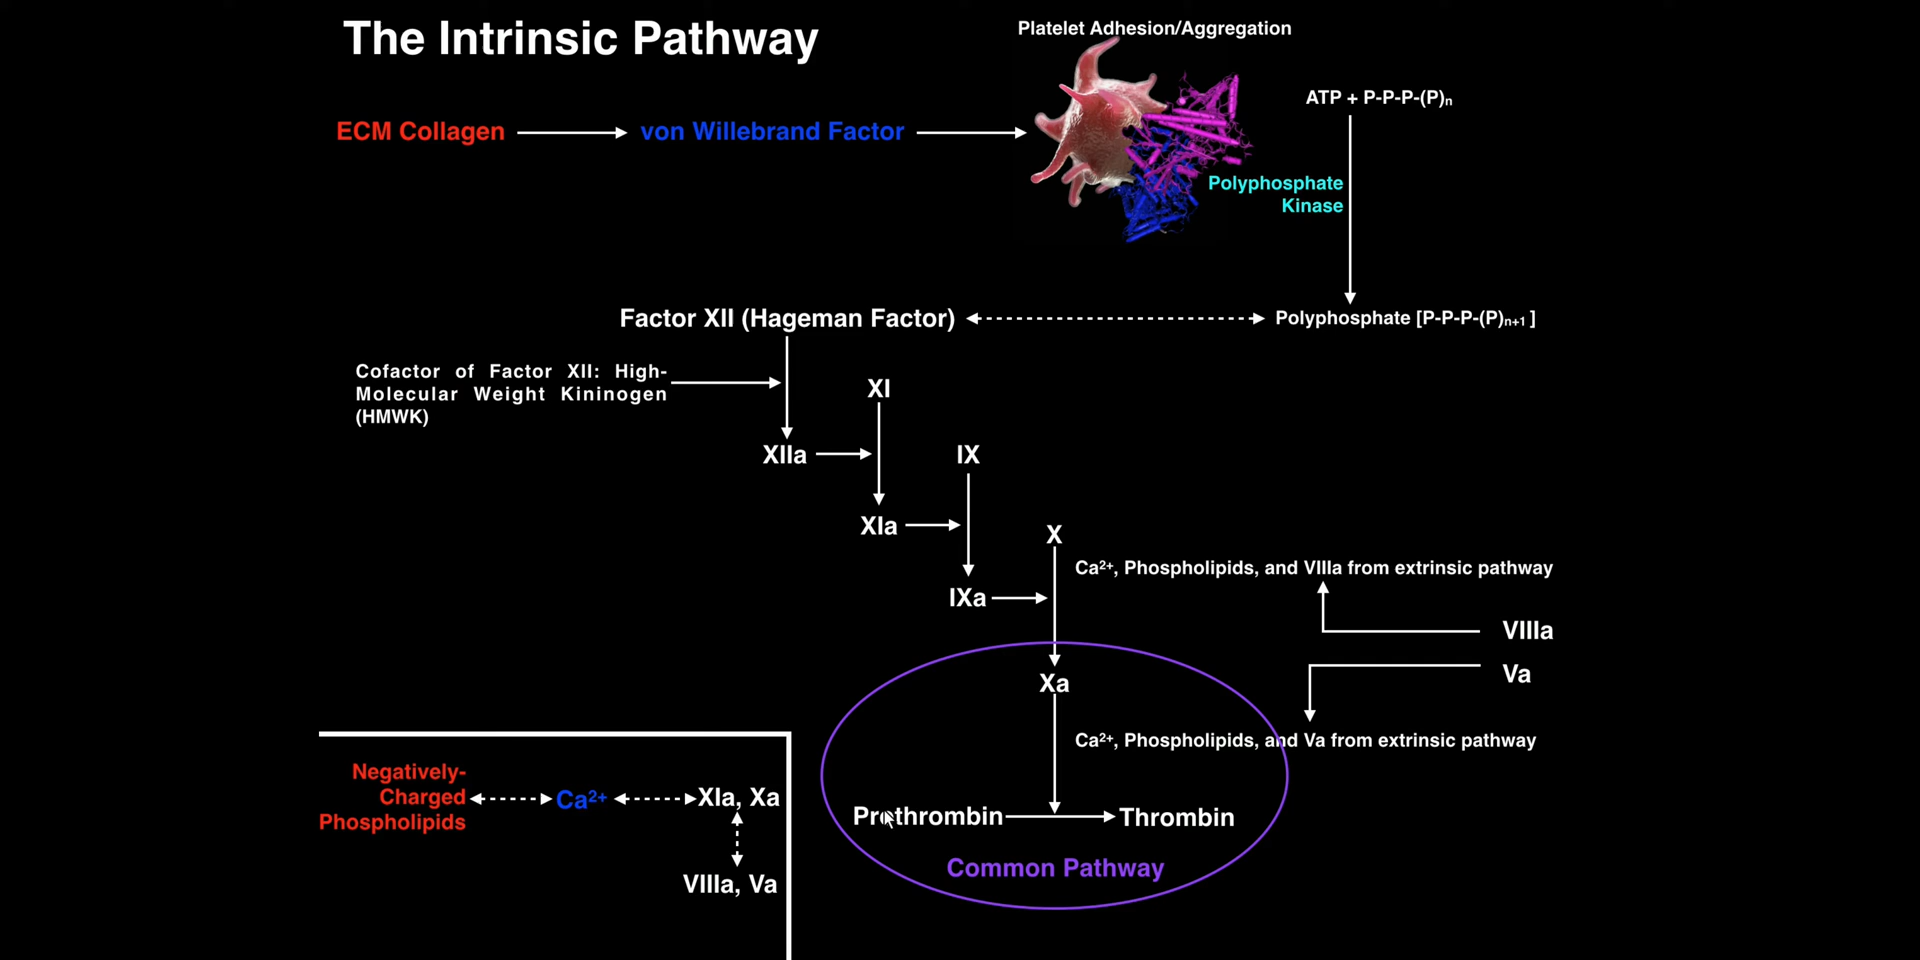 The Intrinsic Pathway
Platelet Adhesion/Aggregation
ATP + P-P-P-(P)n
ECM Collagen
von Willebrand Factor
Polyphosphate
Kinase
Factor XII (Hageman Factor)
Polyphosphate [P-P-P-(P)n+1 ]
Cofactor of Factor XII: High-
Molecular Weight Kininogen
(HMWK)
XI
XIIa
IX
XIa
X
Ca²⁺, Phospholipids, and VIIIa from extrinsic pathway
IXa
VIIIa
Va
Xa
Ca²⁺, Phospholipids, and Va from extrinsic pathway
Prothrombin
Thrombin
Common Pathway
Negatively-
Charged
Phospholipids
Ca²⁺
XIa, Xa
VIIIa, Va